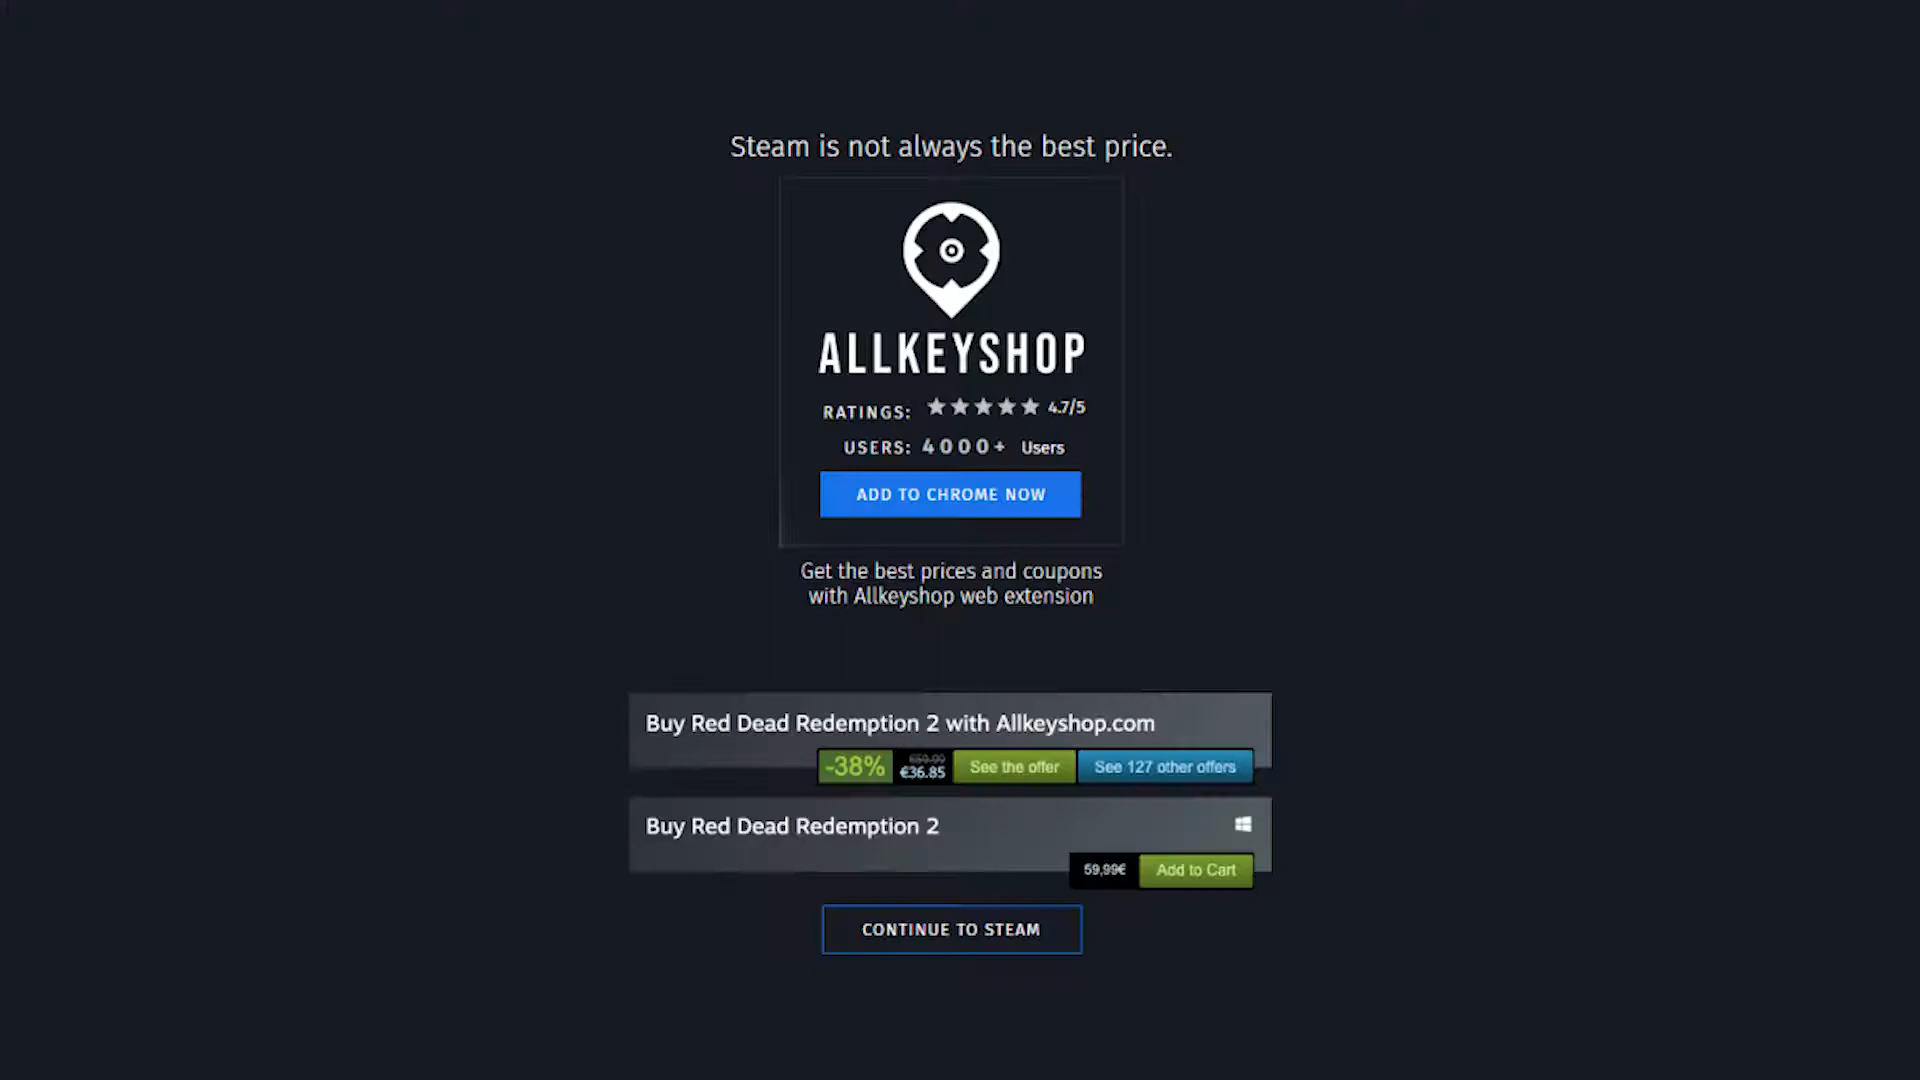 Steam is not always the best price.
ALLKEYSHOP
RATINGS: 4.7/5
USERS: 4000+ Users
ADD TO CHROME NOW
Get the best prices and coupons
with Allkeyshop web extension
Buy Red Dead Redemption 2 with Allkeyshop.com
-38% €59.99 €36.85 See the offer See 127 other offers
Buy Red Dead Redemption 2
59,99€ Add to Cart
CONTINUE TO STEAM